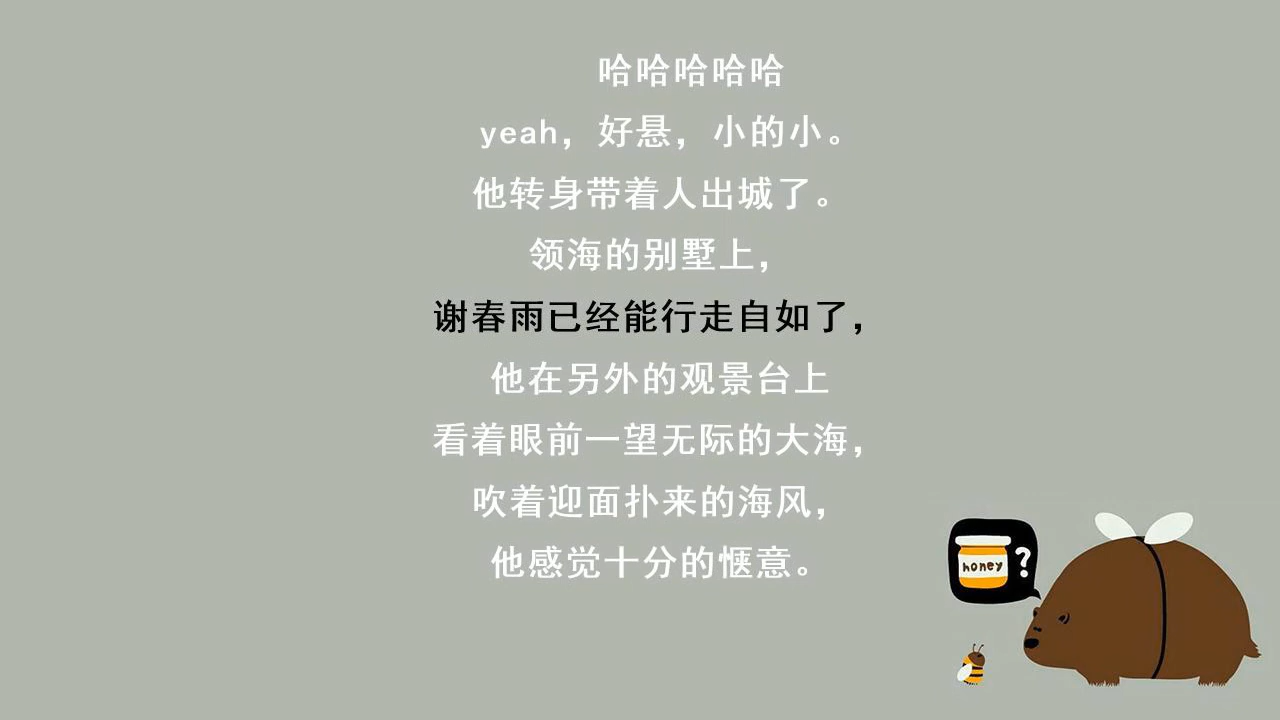 哈哈哈哈哈
yeah，好悬，小的小。
他转身带着人出城了。
领海的别墅上，
谢春雨已经能行走自如了，
他在另外的观景台上
看着眼前一望无际的大海，
吹着迎面扑来的海风，
他感觉十分的惬意。
honey
?